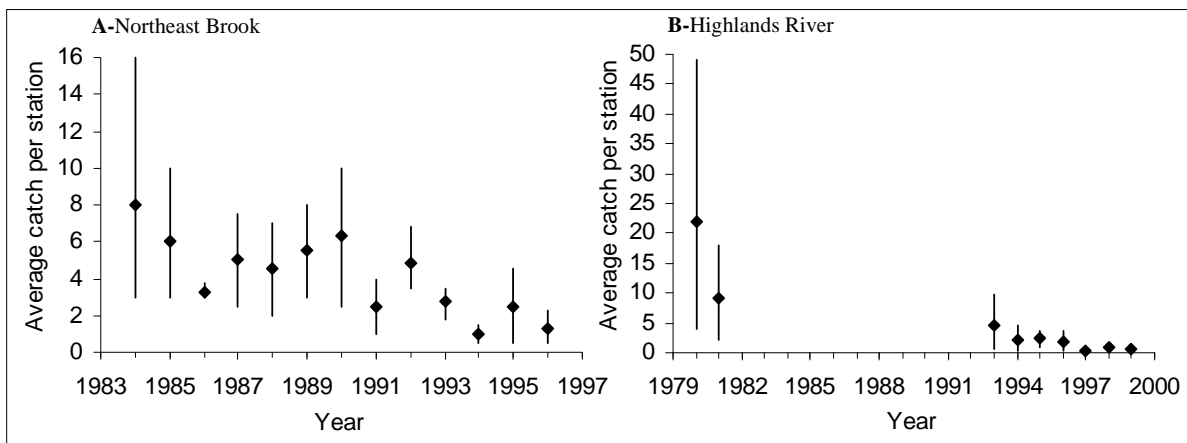 A-Northeast Brook
Average catch per station
16
14
12
10
8
6
4
2
0
1983 1985 1987 1989 1991 1993 1995 1997
Year
B-Highlands River
Average catch per station
50
45
40
35
30
25
20
15
10
5
0
1979 1982 1985 1988 1991 1994 1997 2000
Year